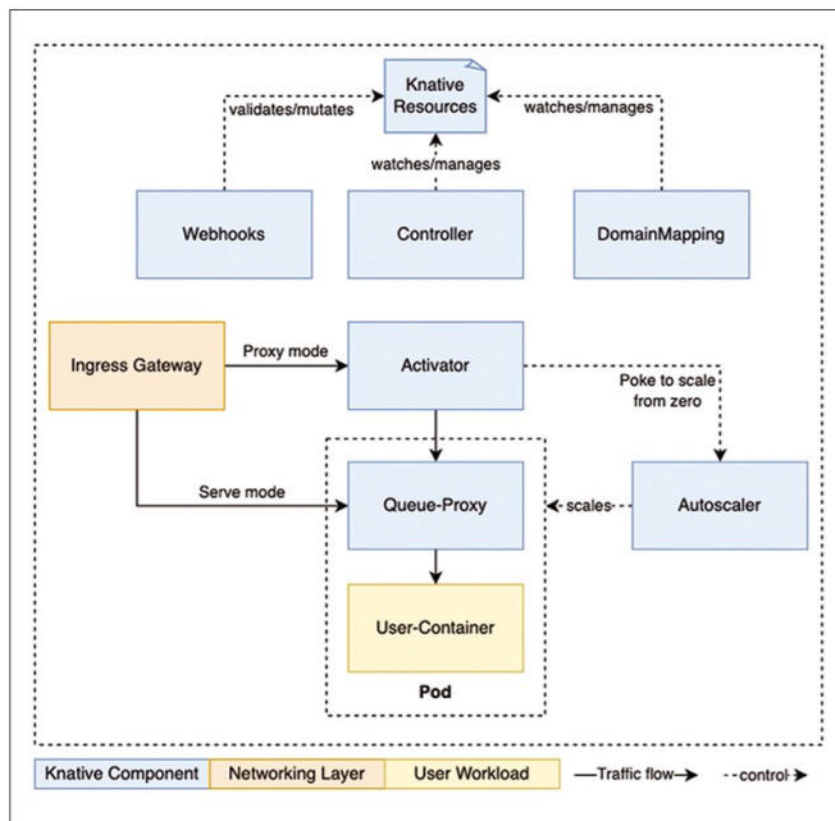 Knative
Resources
validates/mutates
watches/manages
watches/manages
Webhooks
Controller
DomainMapping
Ingress Gateway
Proxy mode
Activator
Poke to scale
from zero
Serve mode
Queue-Proxy
scales
Autoscaler
User-Container
Pod
Knative Component
Networking Layer
User Workload
Traffic flow
control